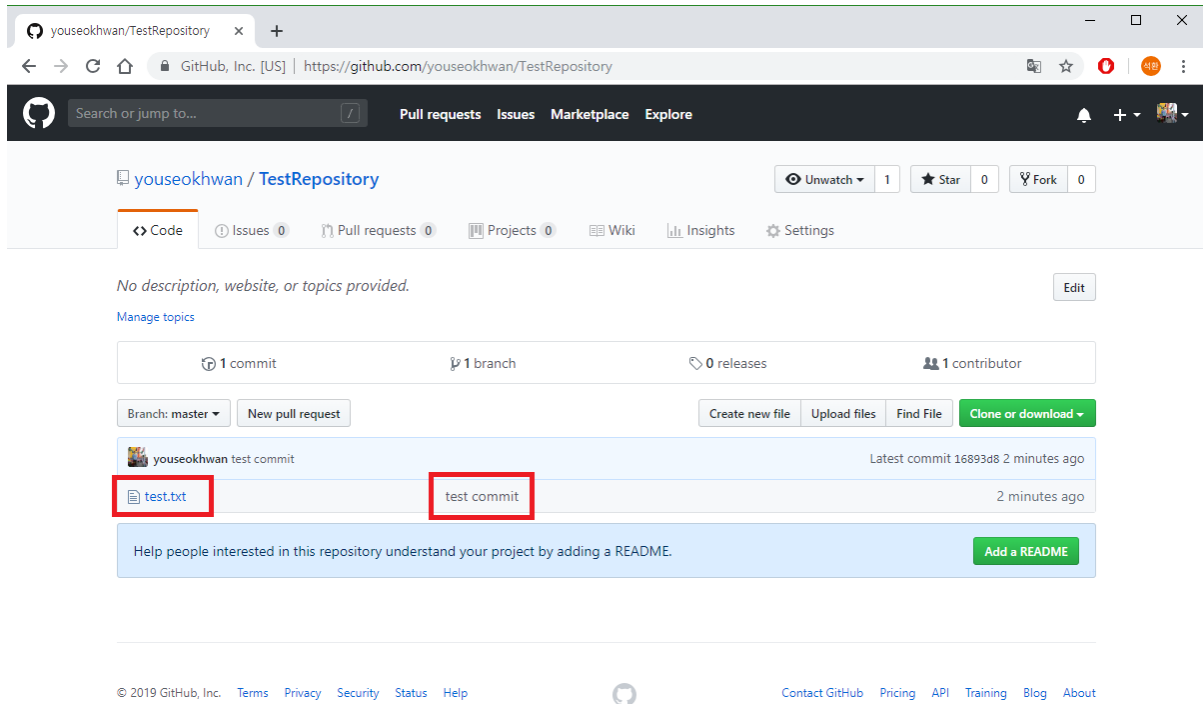 youseokhwan/TestRepository
GitHub, Inc. [US] | https://github.com/youseokhwan/TestRepository
석환
Search or jump to... /
Pull requests Issues Marketplace Explore
youseokhwan / TestRepository
Unwatch 1 Star 0 Fork 0
Code Issues 0 Pull requests 0 Projects 0 Wiki Insights Settings
No description, website, or topics provided.
Edit
Manage topics
1 commit 1 branch 0 releases 1 contributor
Branch: master New pull request Create new file Upload files Find File Clone or download
youseokhwan test commit Latest commit 16893d8 2 minutes ago
test.txt test commit 2 minutes ago
Help people interested in this repository understand your project by adding a README. Add a README
© 2019 GitHub, Inc. Terms Privacy Security Status Help Contact GitHub Pricing API Training Blog About